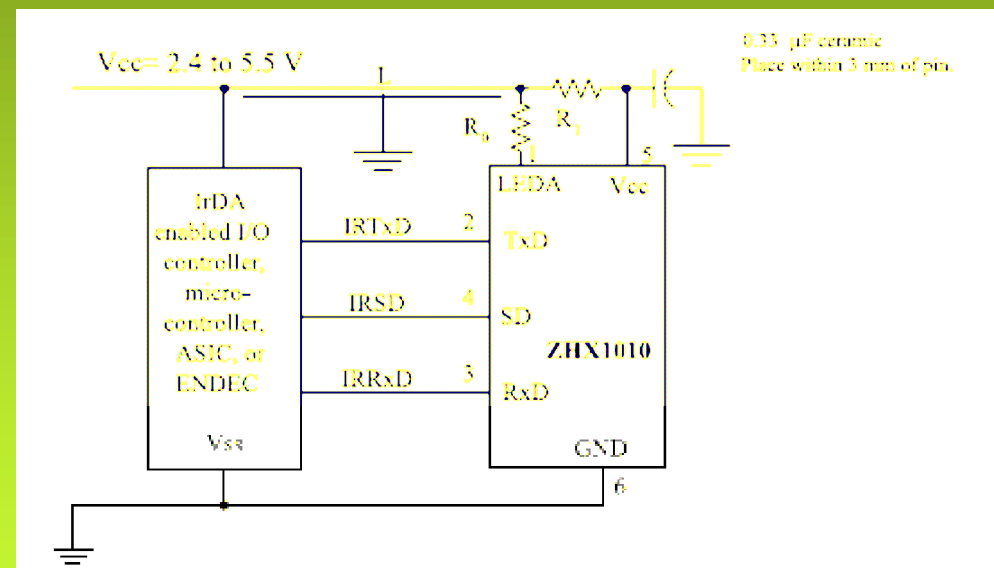 0.33 µF ceramic
Place within 3 mm of pin.
Vcc= 2.4 to 5.5 V
L
R0
R1
1
5
LEDA
Vcc
IrDA
enabled I/O
controller,
micro-
controller,
ASIC, or
ENDEC
Vss
IRTxD
2
TxD
IRSD
4
SD
ZHX1010
IRRxD
3
RxD
GND
6